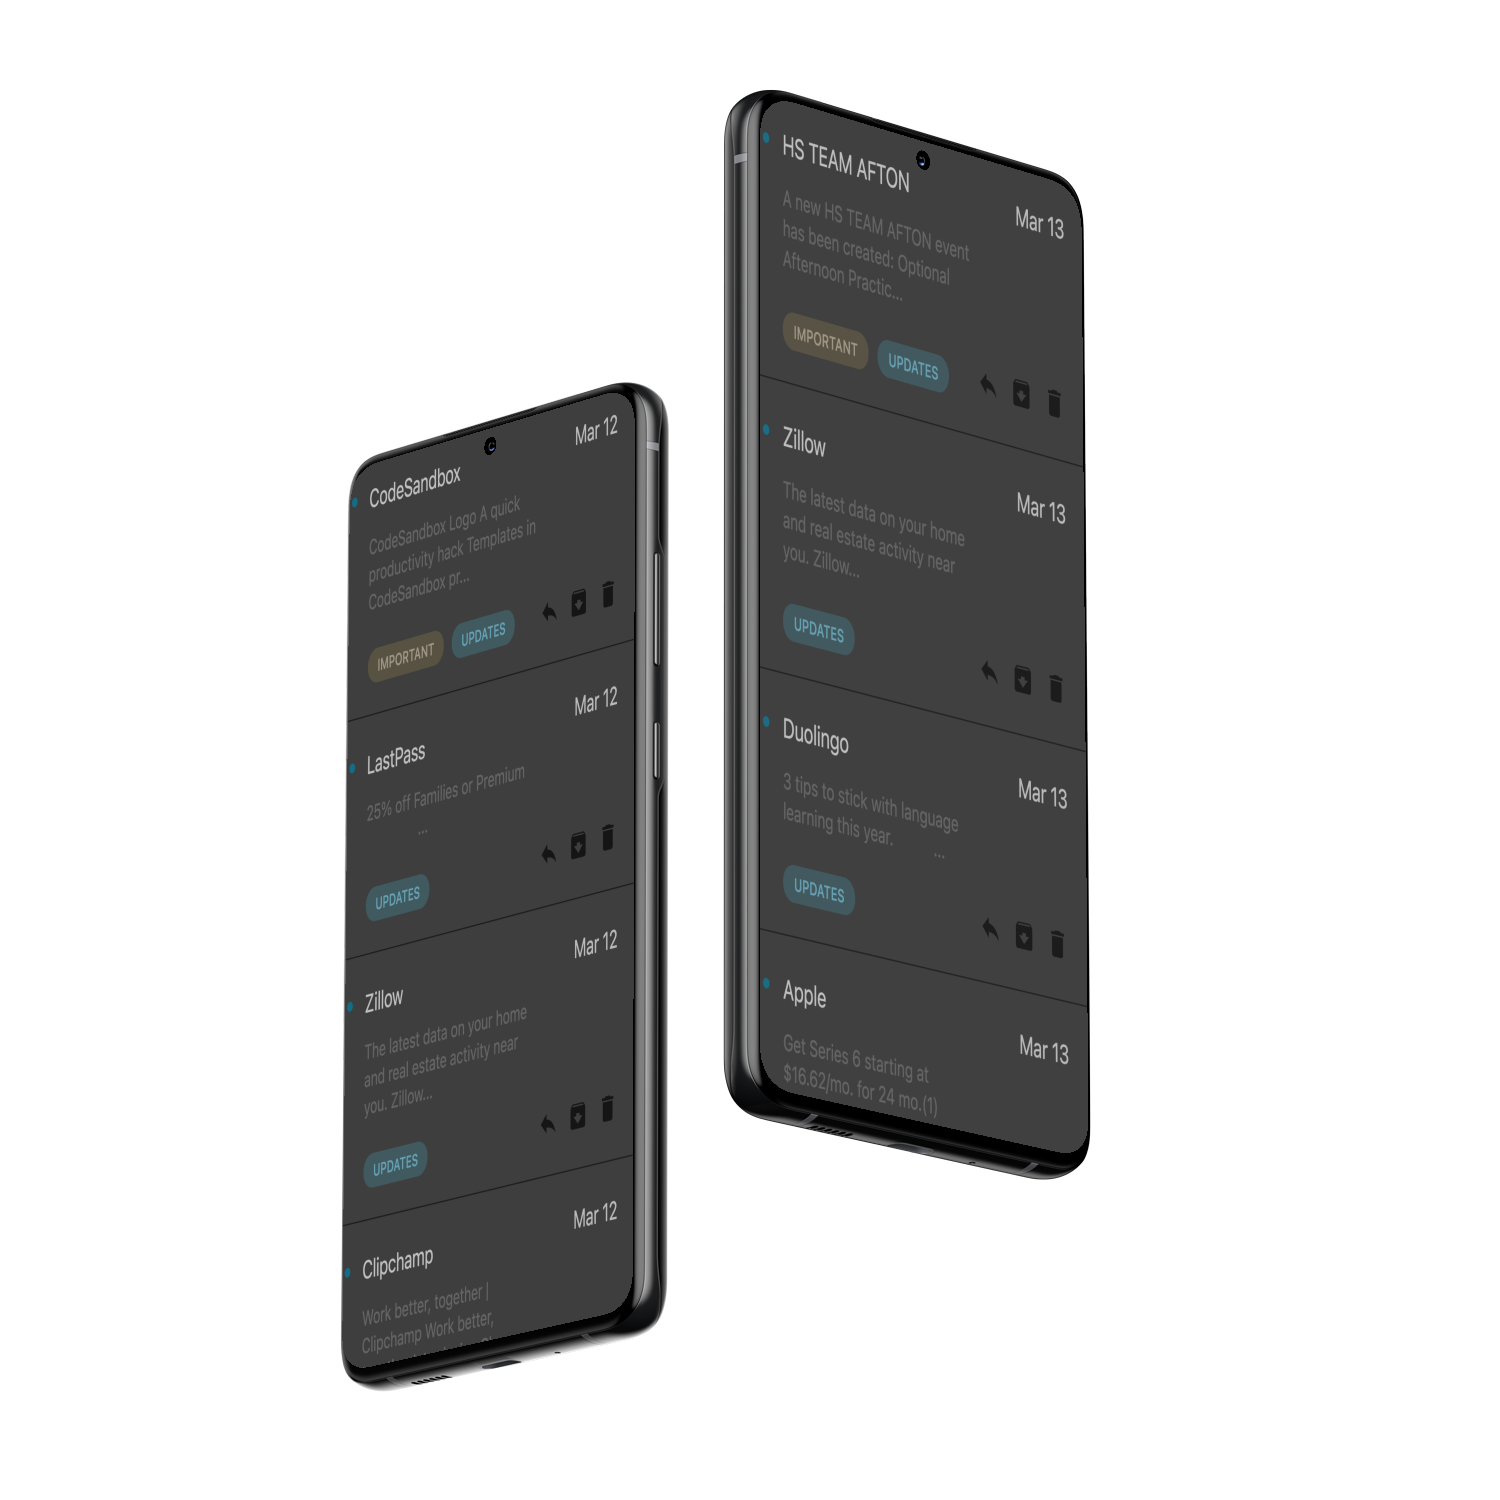 CodeSandbox
Mar 12
CodeSandbox Logo A quick
productivity hack Templates in
CodeSandbox pr...
IMPORTANT
UPDATES
LastPass
Mar 12
25% off Families or Premium
...
UPDATES
Zillow
Mar 12
The latest data on your home
and real estate activity near
you. Zillow...
UPDATES
Clipchamp
Mar 12
Work better, together |
Clipchamp Work better,
HS TEAM AFTON
Mar 13
A new HS TEAM AFTON event
has been created: Optional
Afternoon Practic...
IMPORTANT
UPDATES
Zillow
Mar 13
The latest data on your home
and real estate activity near
you. Zillow...
UPDATES
Duolingo
Mar 13
3 tips to stick with language
learning this year. ...
UPDATES
Apple
Mar 13
Get Series 6 starting at
$16.62/mo. for 24 mo.(1)